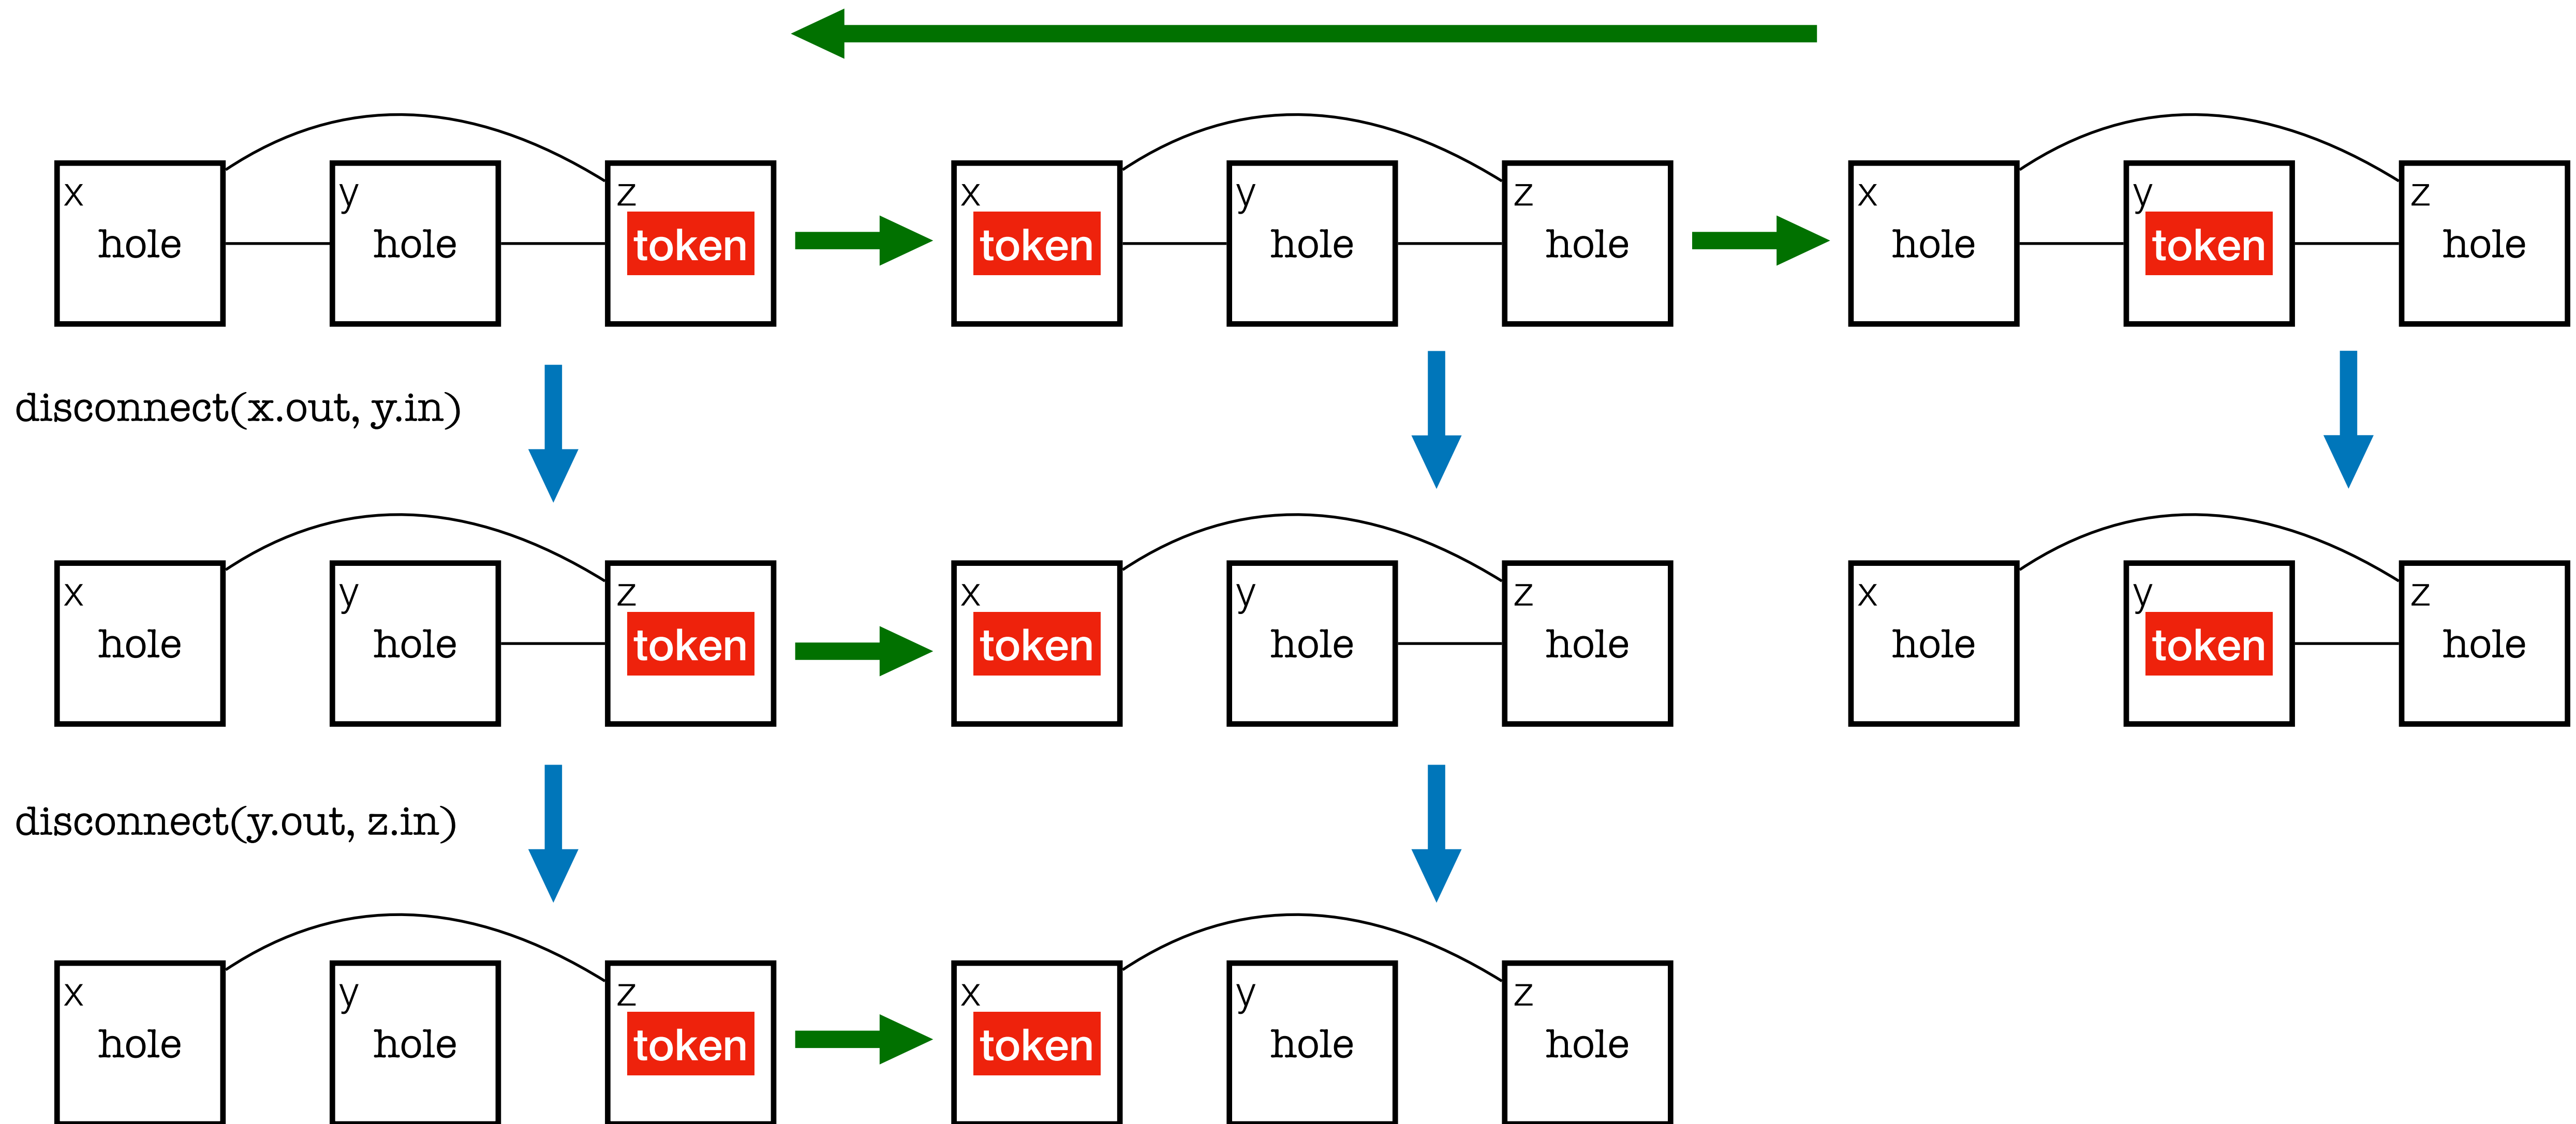 x y z x y z x y z
hole hole token token hole hole hole token hole
disconnect(x.out, y.in)
x y z x y z x y z
hole hole token token hole hole hole token hole
disconnect(y.out, z.in)
x y z x y z
hole hole token token hole hole